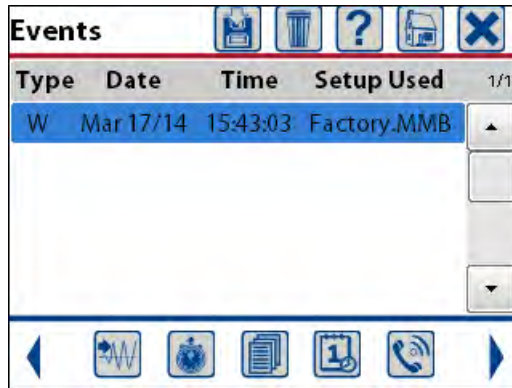 Events
Type Date Time Setup Used 1/1
W Mar 17/14 15:43:03 Factory.MMB